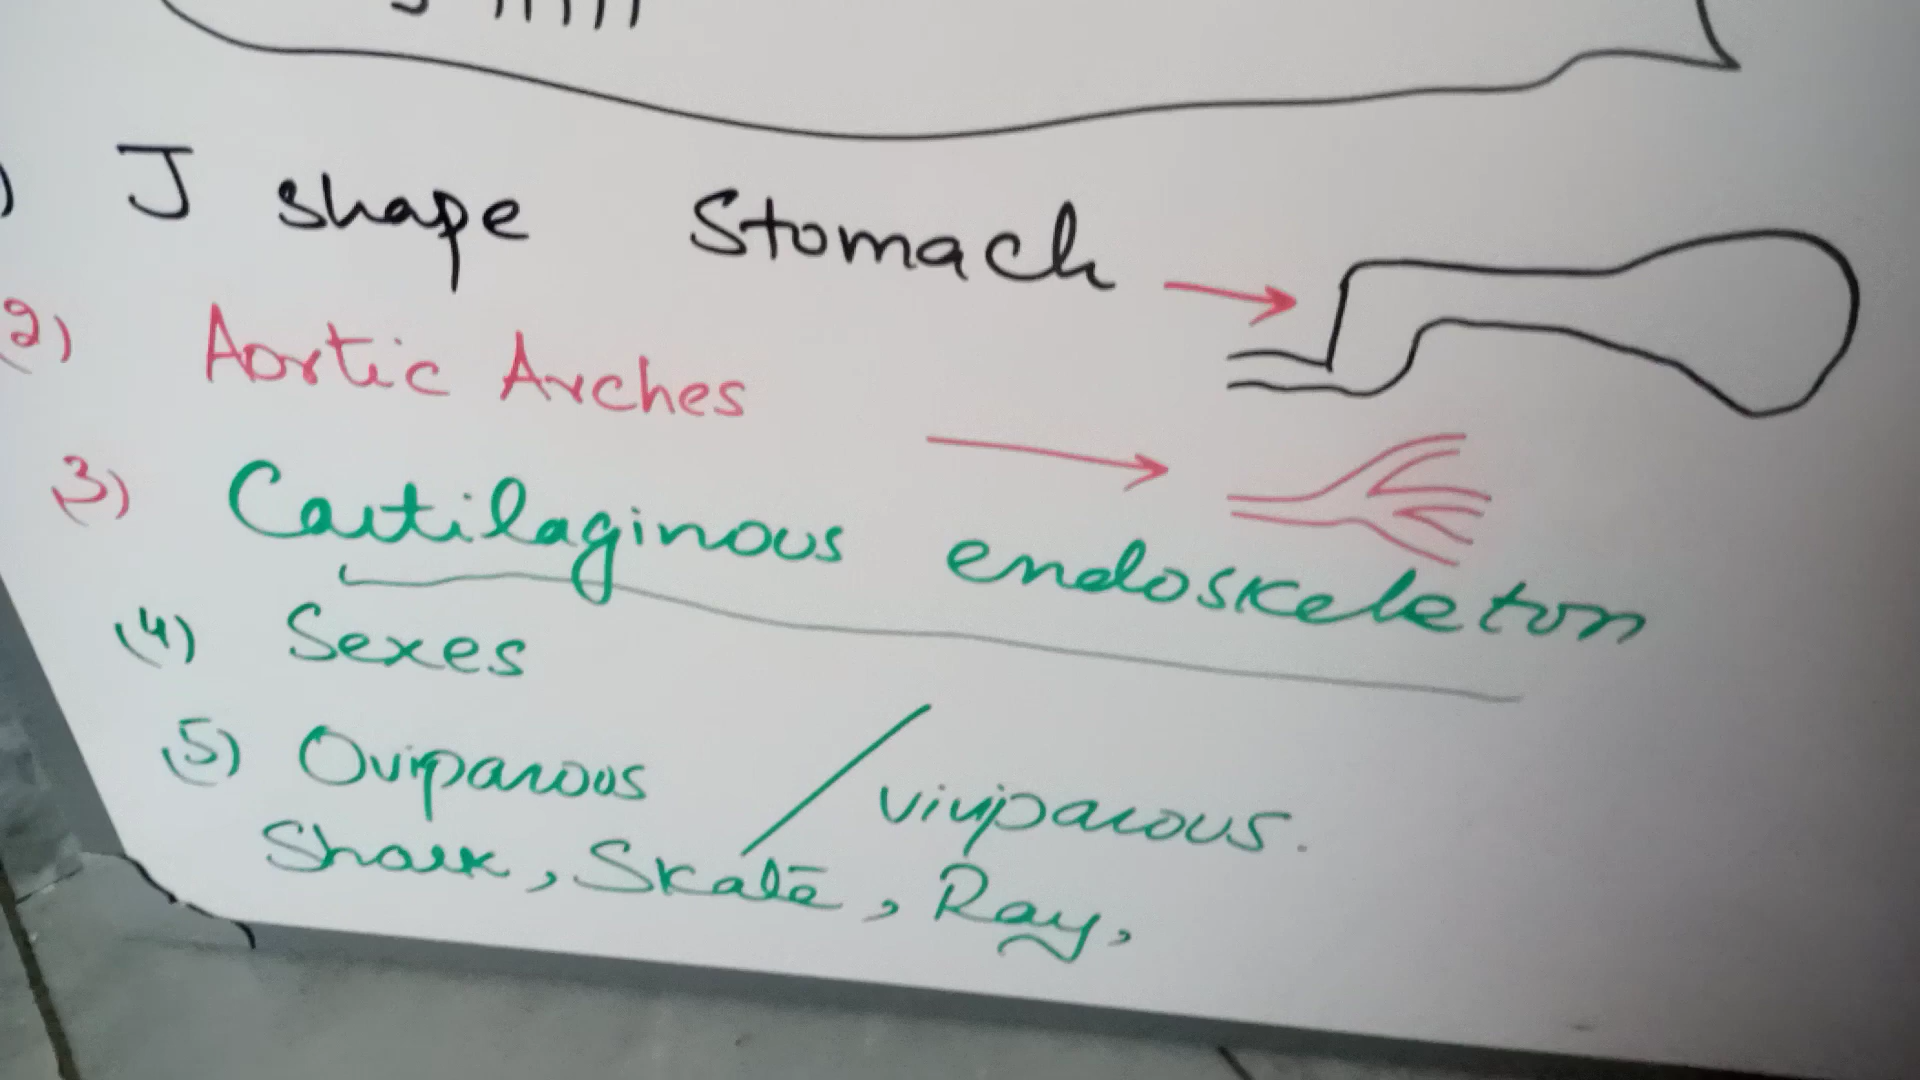 ) J shape Stomach
(2) Aortic Arches
(3) Cartilaginous endoskeleton
(4) Sexes
(5) Oviparous / viviparous.
Shark, Skate, Ray,